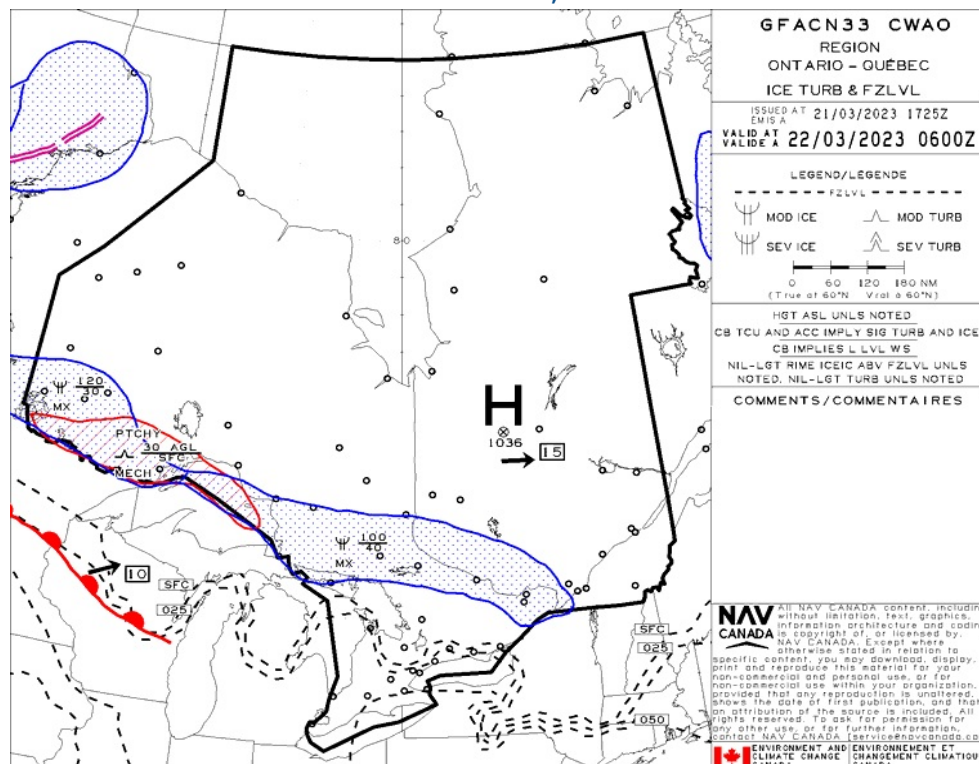 GFACN33 CWAO
REGION
ONTARIO – QUÉBEC
ICE TURB & FZLVL
ISSUED AT
ÉMIS A
21/03/2023 1725Z
VALID AT
VALIDE A
22/03/2023 0600Z
LEGEND/LÉGENDE
FZLVL
MOD ICE
MOD TURB
SEV ICE
SEV TURB
0 60 120 180 NM
(True at 60°N Vrai à 60°N)
HGT ASL UNLS NOTED
CB TCU AND ACC IMPLY SIG TURB AND ICE
CB IMPLIES L LVL WS
NIL-LGT RIME ICEIC ABV FZLVL UNLS
NOTED. NIL-LGT TURB UNLS NOTED
COMMENTS/COMMENTAIRES
80
120
30
MX
PTCHY
30 AGL
SFC
MECH
H
1036
15
100
40
MX
10
SFC
025
SFC
025
050
NAV
CANADA
All NAV CANADA content, including
without limitation, text, graphics,
information architecture and coding
is copyright of, or licensed by,
NAV CANADA. Except where
otherwise stated in relation to
specific content, you may download, display,
print and reproduce this material for your
non-commercial and personal use, or for
non-commercial use within your organization,
provided that any reproduction is unaltered,
shows the date of first publication, and that
an attribution of the source is included. All
rights reserved. To ask for permission for
any other use, or for further information,
contact NAV CANADA [service@navcanada.ca
ENVIRONMENT AND
CLIMATE CHANGE
CANADA
ENVIRONNEMENT ET
CHANGEMENT CLIMATIQU
CANADA